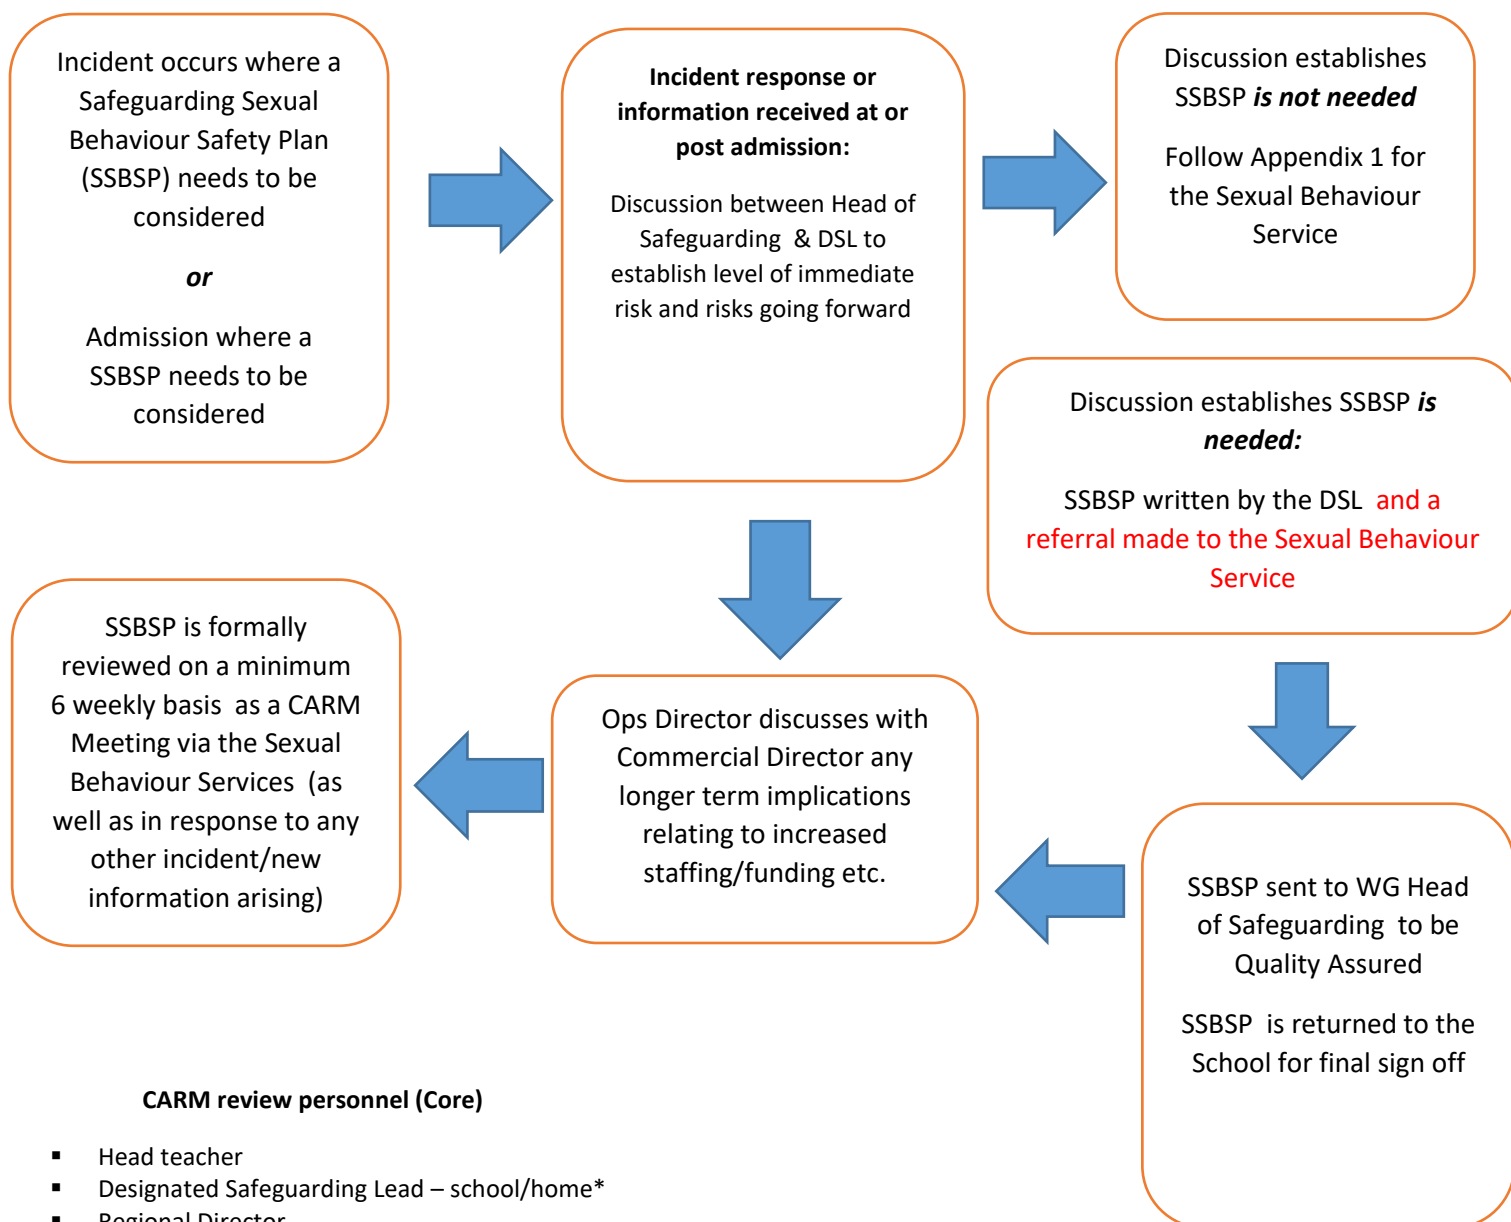 Incident occurs where a
Safeguarding Sexual
Behaviour Safety Plan
(SSBSP) needs to be
considered
or
Admission where a
SSBSP needs to be
considered
Incident response or
information received at or
post admission:
Discussion between Head of
Safeguarding & DSL to
establish level of immediate
risk and risks going forward
Discussion establishes
SSBSP is not needed
Follow Appendix 1 for
the Sexual Behaviour
Service
Discussion establishes SSBSP is
needed:
SSBSP written by the DSL and a
referral made to the Sexual Behaviour
Service
SSBSP is formally
reviewed on a minimum
6 weekly basis as a CARM
Meeting via the Sexual
Behaviour Services (as
well as in response to any
other incident/new
information arising)
Ops Director discusses with
Commercial Director any
longer term implications
relating to increased
staffing/funding etc.
SSBSP sent to WG Head
of Safeguarding to be
Quality Assured
SSBSP is returned to the
School for final sign off
CARM review personnel (Core)
▪ Head teacher
▪ Designated Safeguarding Lead – school/home*
▪ Regional Director